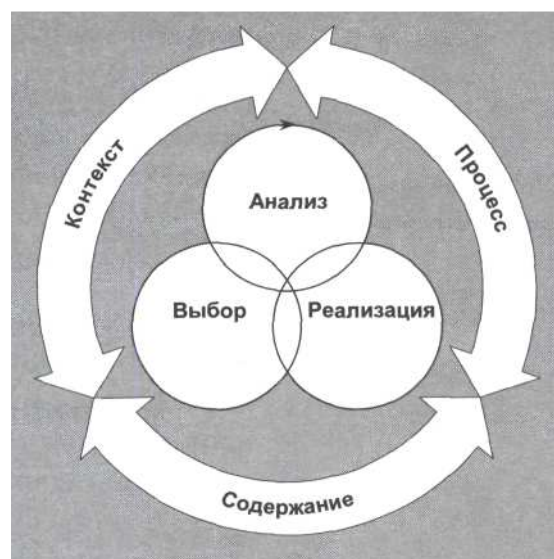 Контекст
Процесс
Анализ
Выбор
Реализация
Содержание